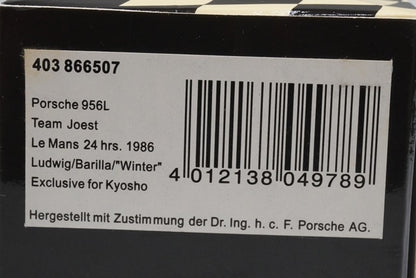 403 866507
Porsche 956L
Team Joest
Le Mans 24 hrs. 1986
Ludwig/Barilla/"Winter"
Exclusive for Kyosho
4 012138 049789
Hergestellt mit Zustimmung der Dr. Ing. h. c. F. Porsche AG.